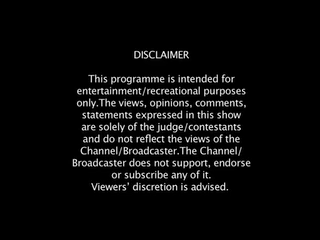 DISCLAIMER
This programme is intended for
entertainment/recreational purposes
only.The views, opinions, comments,
statements expressed in this show
are solely of the judge/contestants
and do not reflect the views of the
Channel/Broadcaster.The Channel/
Broadcaster does not support, endorse
or subscribe any of it.
Viewers' discretion is advised.